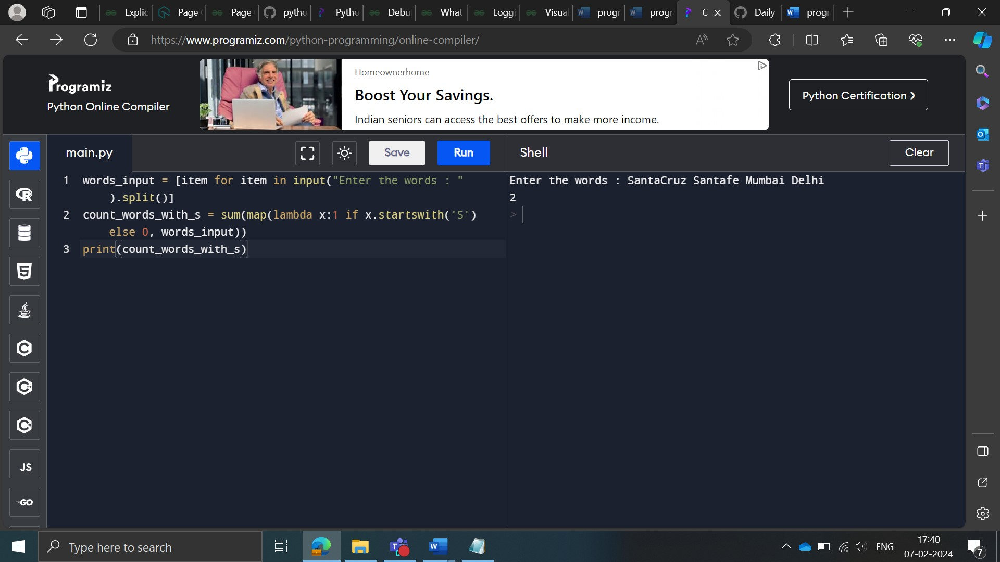 Explic
Page
Page
pytho
Pytho
Debu
What
Loggi
Visua
progr
progr
C
Daily_
progr
https://www.programiz.com/python-programming/online-compiler/
Programiz
Python Online Compiler
Homeownerhome
Boost Your Savings.
Indian seniors can access the best offers to make more income.
Python Certification ❯
main.py
Save
Run
Shell
Clear
1 words_input = [item for item in input("Enter the words : "
).split()]
2 count_words_with_s = sum(map(lambda x:1 if x.startswith('S')
else 0, words_input))
3 print(count_words_with_s)
Enter the words : SantaCruz Santafe Mumbai Delhi
2
>
R
5
C
C++
C#
JS
GO
Type here to search
ENG
17:40
07-02-2024
7